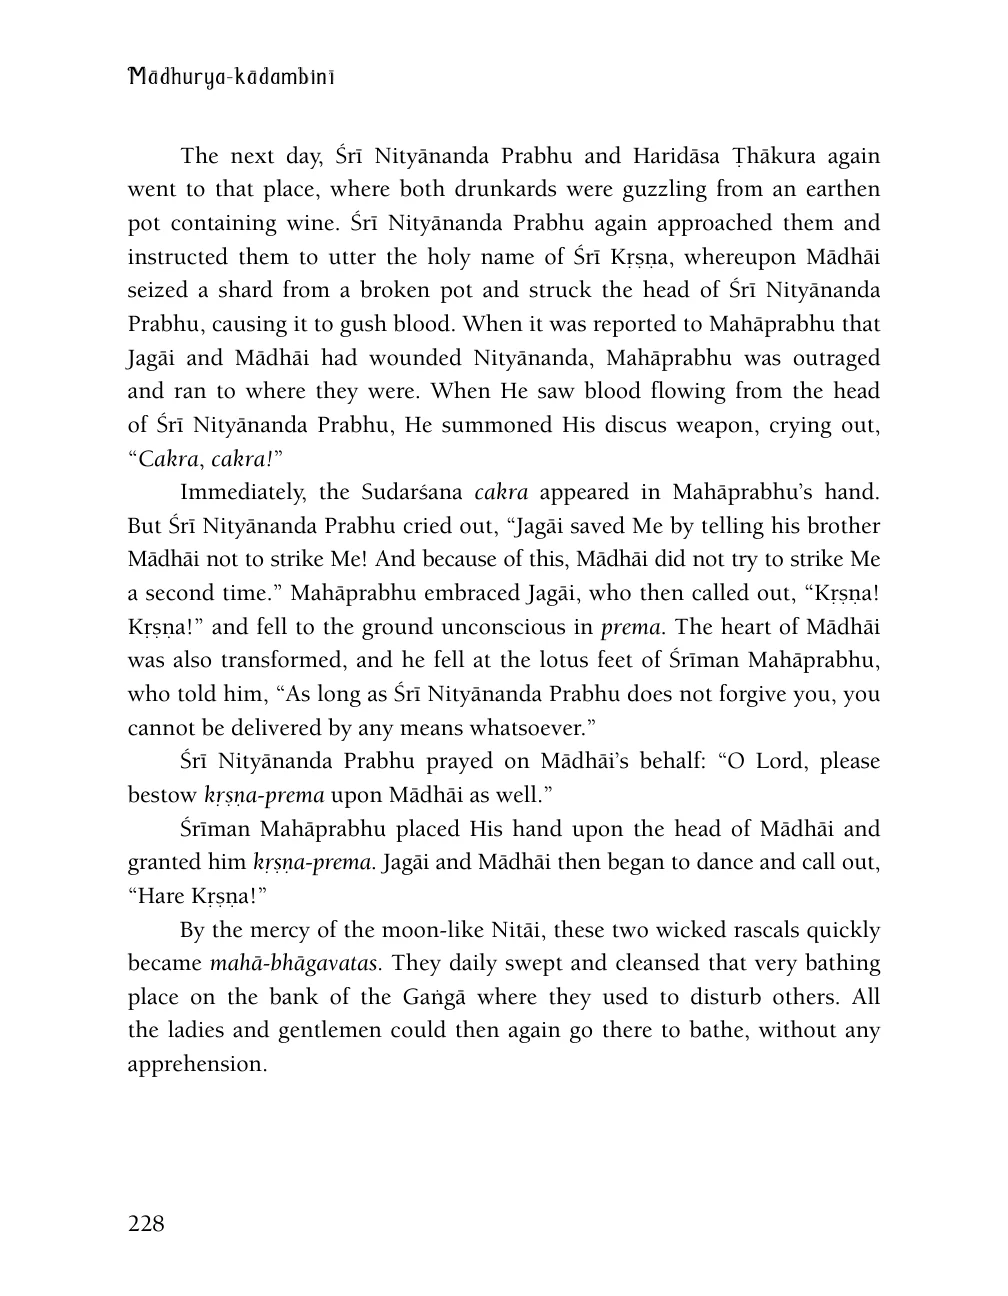 Mādhurya-kādambinī
The next day, Śrī Nityānanda Prabhu and Haridāsa Ṭhākura again
went to that place, where both drunkards were guzzling from an earthen
pot containing wine. Śrī Nityānanda Prabhu again approached them and
instructed them to utter the holy name of Śrī Kṛṣṇa, whereupon Mādhāi
seized a shard from a broken pot and struck the head of Śrī Nityānanda
Prabhu, causing it to gush blood. When it was reported to Mahāprabhu that
Jagāi and Mādhāi had wounded Nityānanda, Mahāprabhu was outraged
and ran to where they were. When He saw blood flowing from the head
of Śrī Nityānanda Prabhu, He summoned His discus weapon, crying out,
“Cakra, cakra!”
Immediately, the Sudarśana cakra appeared in Mahāprabhu’s hand.
But Śrī Nityānanda Prabhu cried out, “Jagāi saved Me by telling his brother
Mādhāi not to strike Me! And because of this, Mādhāi did not try to strike Me
a second time.” Mahāprabhu embraced Jagāi, who then called out, “Kṛṣṇa!
Kṛṣṇa!” and fell to the ground unconscious in prema. The heart of Mādhāi
was also transformed, and he fell at the lotus feet of Śrīman Mahāprabhu,
who told him, “As long as Śrī Nityānanda Prabhu does not forgive you, you
cannot be delivered by any means whatsoever.”
Śrī Nityānanda Prabhu prayed on Mādhāi’s behalf: “O Lord, please
bestow kṛṣṇa-prema upon Mādhāi as well.”
Śrīman Mahāprabhu placed His hand upon the head of Mādhāi and
granted him kṛṣṇa-prema. Jagāi and Mādhāi then began to dance and call out,
“Hare Kṛṣṇa!”
By the mercy of the moon-like Nitāi, these two wicked rascals quickly
became mahā-bhāgavatas. They daily swept and cleansed that very bathing
place on the bank of the Gaṅgā where they used to disturb others. All
the ladies and gentlemen could then again go there to bathe, without any
apprehension.
228